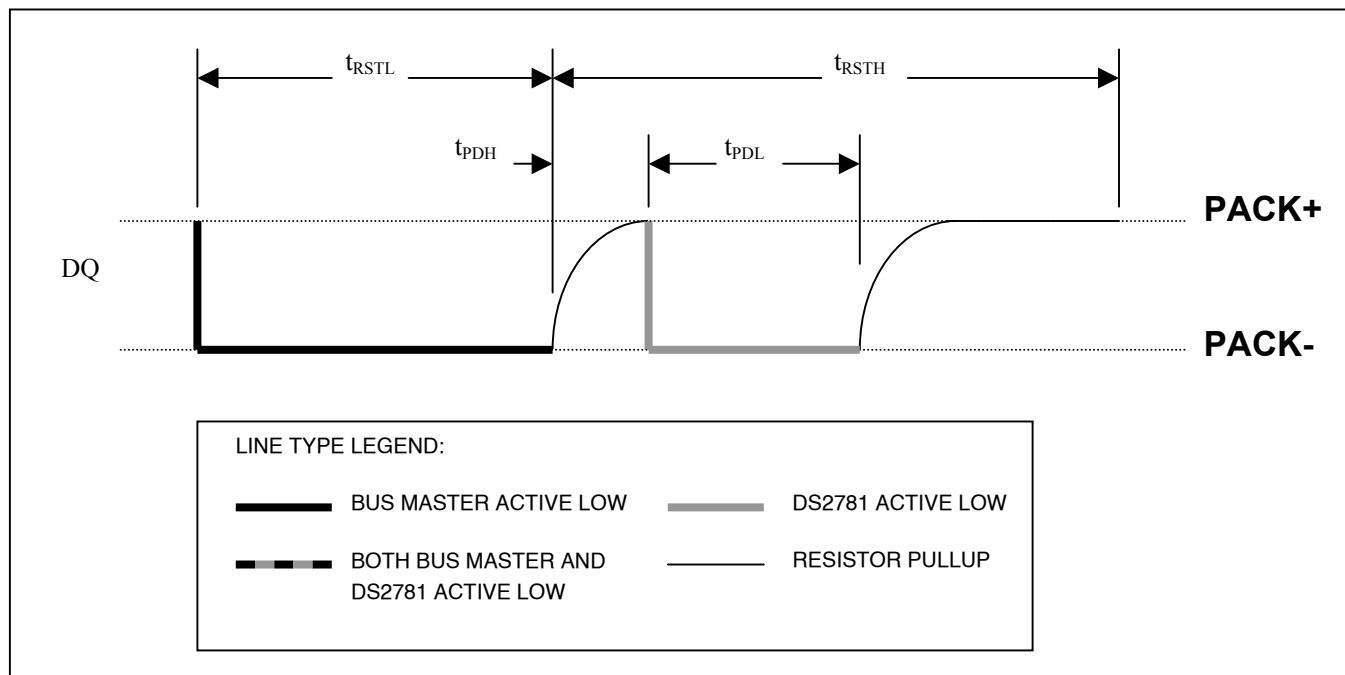 tRSTL
tRSTH
tPDH
tPDL
PACK+
DQ
PACK-
LINE TYPE LEGEND:
BUS MASTER ACTIVE LOW
DS2781 ACTIVE LOW
BOTH BUS MASTER AND
DS2781 ACTIVE LOW
RESISTOR PULLUP